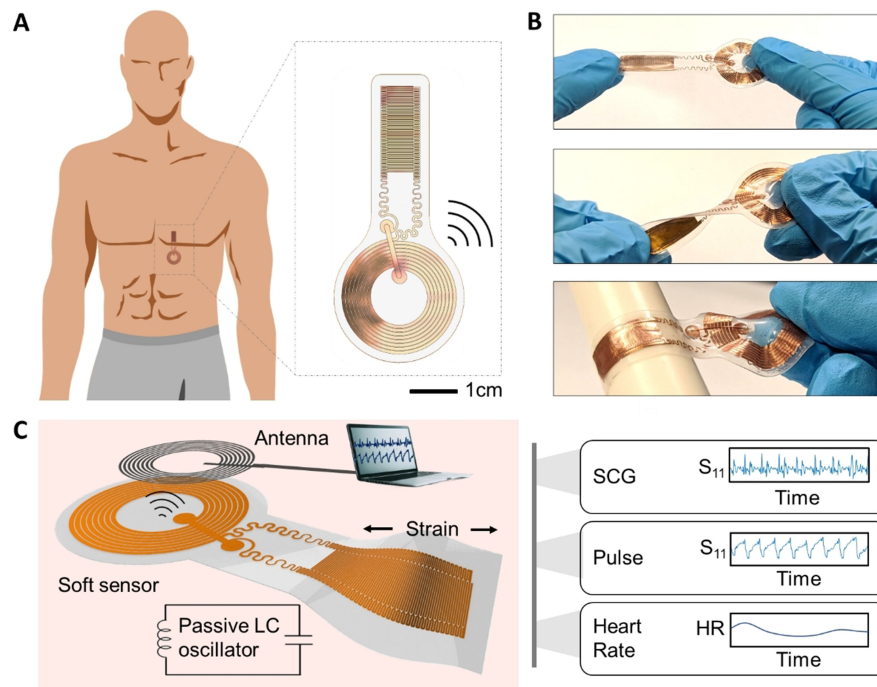 A
B
1cm
C
Antenna
Strain
Soft sensor
Passive LC
oscillator
SCG
S₁₁
Time
Pulse
S₁₁
Time
Heart
Rate
HR
Time